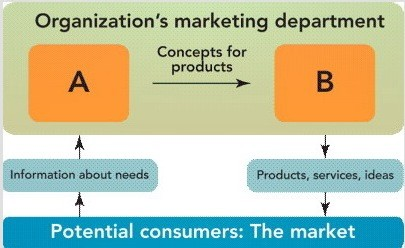 Organization's marketing department
Concepts for
products
A
B
Information about needs
Products, services, ideas
Potential consumers: The market